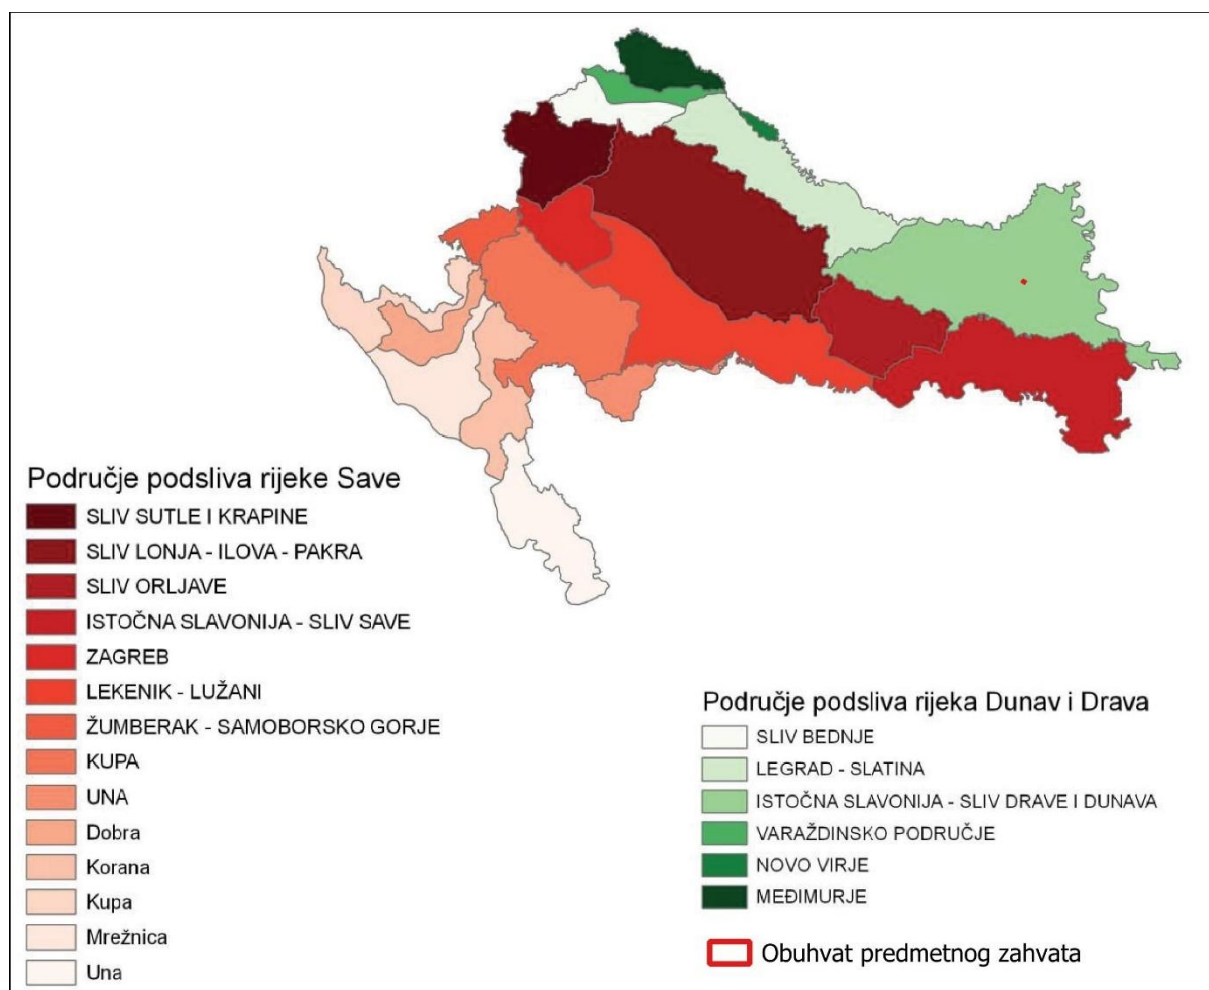 Područje podsliva rijeke Save
SLIV SUTLE I KRAPINE
SLIV LONJA - ILOVA - PAKRA
SLIV ORLJAVE
ISTOČNA SLAVONIJA - SLIV SAVE
ZAGREB
LEKENIK - LUŽANI
ŽUMBERAK - SAMOBORSKO GORJE
KUPA
UNA
Dobra
Korana
Kupa
Mrežnica
Una
Područje podsliva rijeka Dunav i Drava
SLIV BEDNJE
LEGRAD - SLATINA
ISTOČNA SLAVONIJA - SLIV DRAVE I DUNAVA
VARAŽDINSKO PODRUČJE
NOVO VIRJE
MEĐIMURJE
Obuhvat predmetnog zahvata